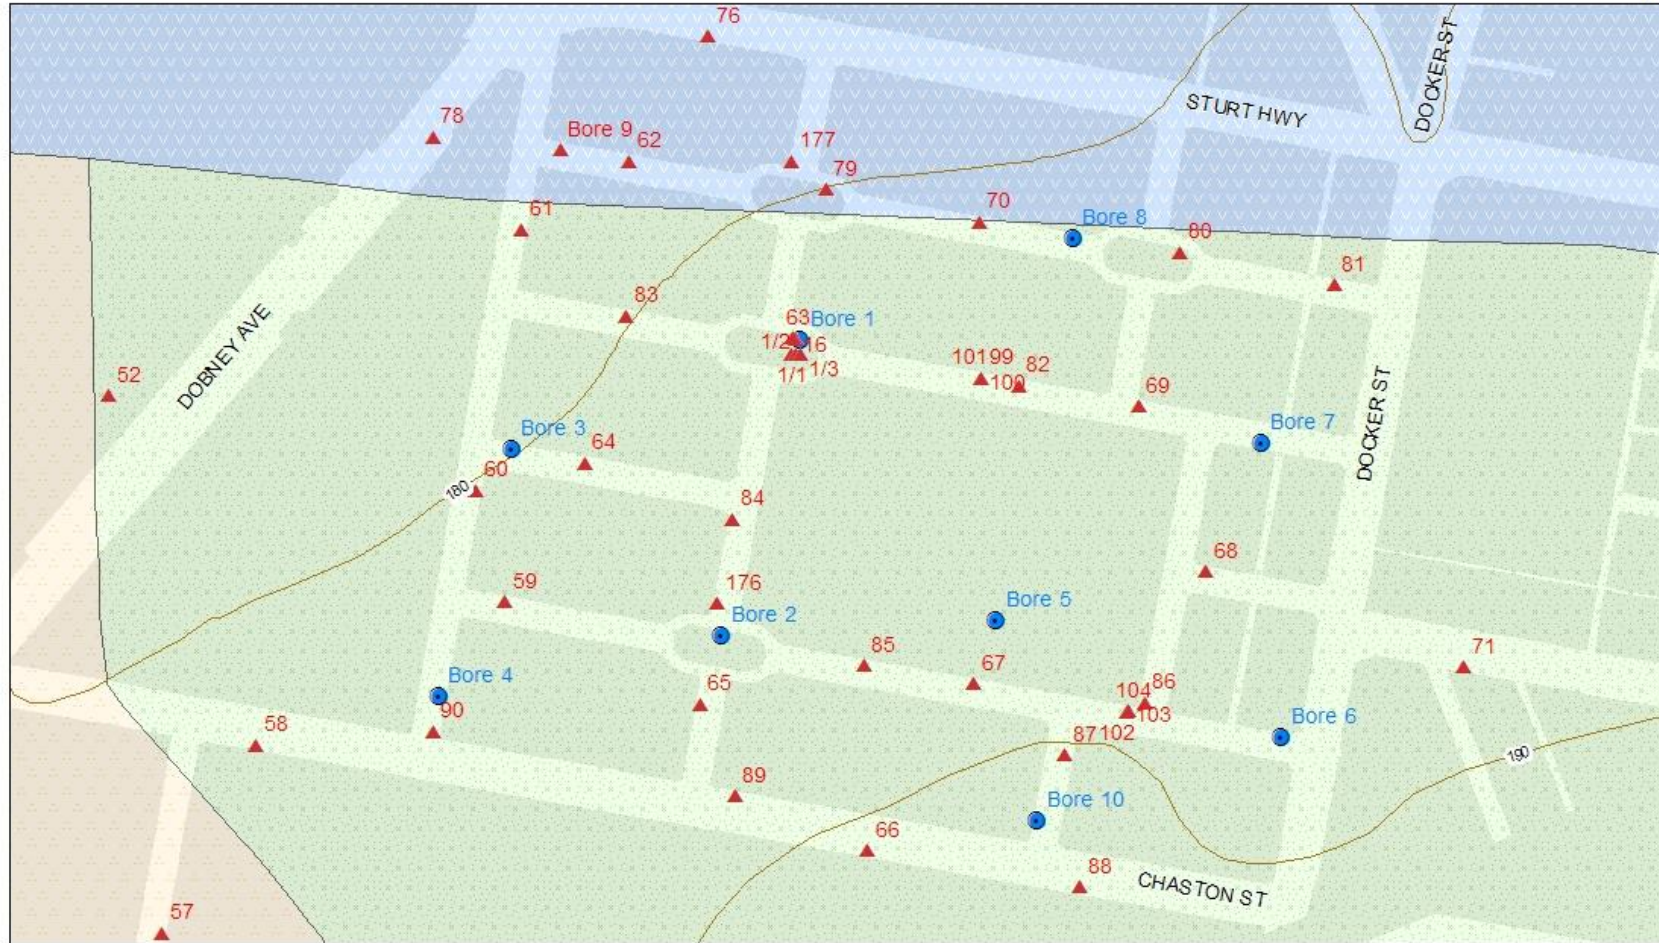 76
DOCKER ST
STURT HWY
78
Bore 9
62
177
79
61
70
Bore 8
80
81
83
63
Bore 1
1/2
16
1/1
1/3
101
99
100
82
69
52
DOBNEY AVE
DOCKER ST
Bore 7
Bore 3
64
60
180
84
68
59
176
Bore 2
Bore 5
85
67
71
Bore 4
65
86
104
103
90
58
87
102
Bore 6
190
89
Bore 10
66
88
CHASTON ST
57